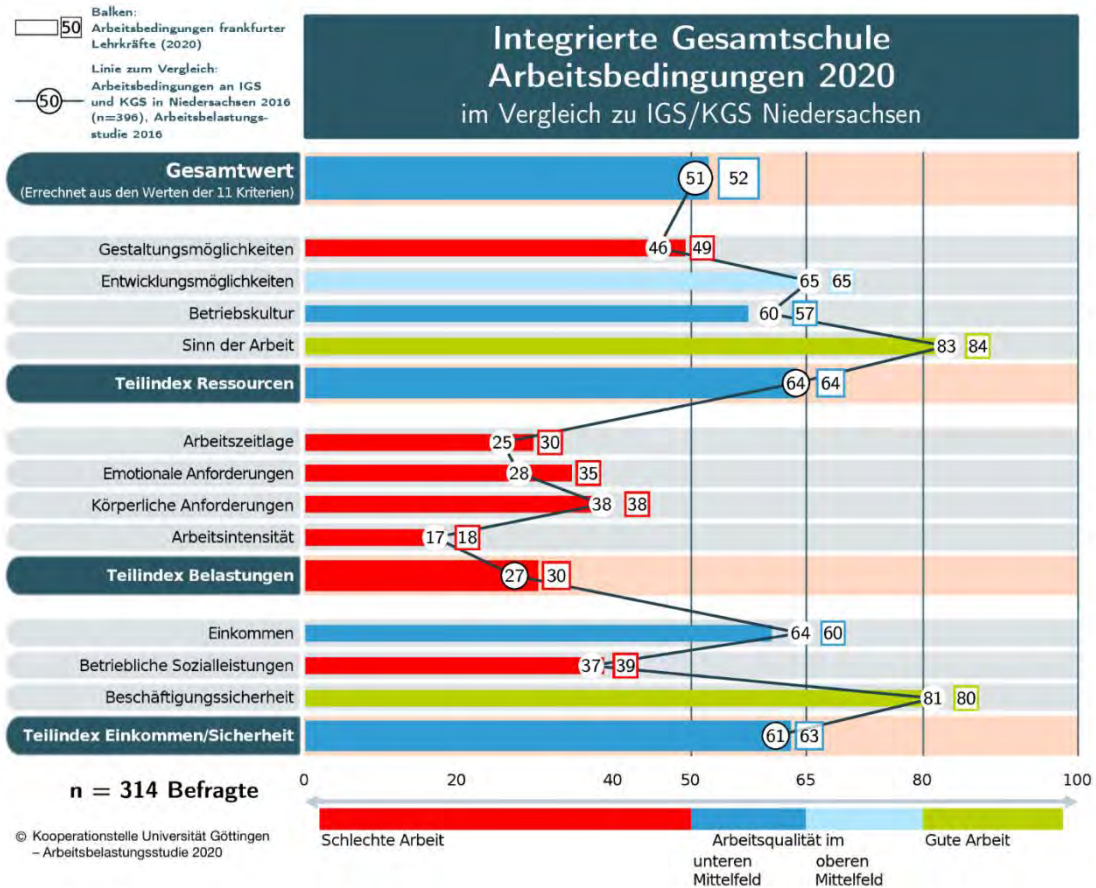 Balken:
50 Arbeitsbedingungen frankfurter
Lehrkräfte (2020)
Linie zum Vergleich:
50 Arbeitsbedingungen an IGS
und KGS in Niedersachsen 2016
(n=396), Arbeitsbelastungs-
studie 2016
Integrierte Gesamtschule
Arbeitsbedingungen 2020
im Vergleich zu IGS/KGS Niedersachsen
Gesamtwert
(Errechnet aus den Werten der 11 Kriterien)
51 52
Gestaltungsmöglichkeiten 46 49
Entwicklungsmöglichkeiten 65 65
Betriebskultur 60 57
Sinn der Arbeit 83 84
Teilindex Ressourcen 64 64
Arbeitszeitlage 25 30
Emotionale Anforderungen 28 35
Körperliche Anforderungen 38 38
Arbeitsintensität 17 18
Teilindex Belastungen 27 30
Einkommen 64 60
Betriebliche Sozialleistungen 37 39
Beschäftigungssicherheit 81 80
Teilindex Einkommen/Sicherheit 61 63
0 20 40 50 65 80 100
n = 314 Befragte
Schlechte Arbeit
Arbeitsqualität im
unteren
Mittelfeld
oberen
Mittelfeld
Gute Arbeit
© Kooperationstelle Universität Göttingen
– Arbeitsbelastungsstudie 2020